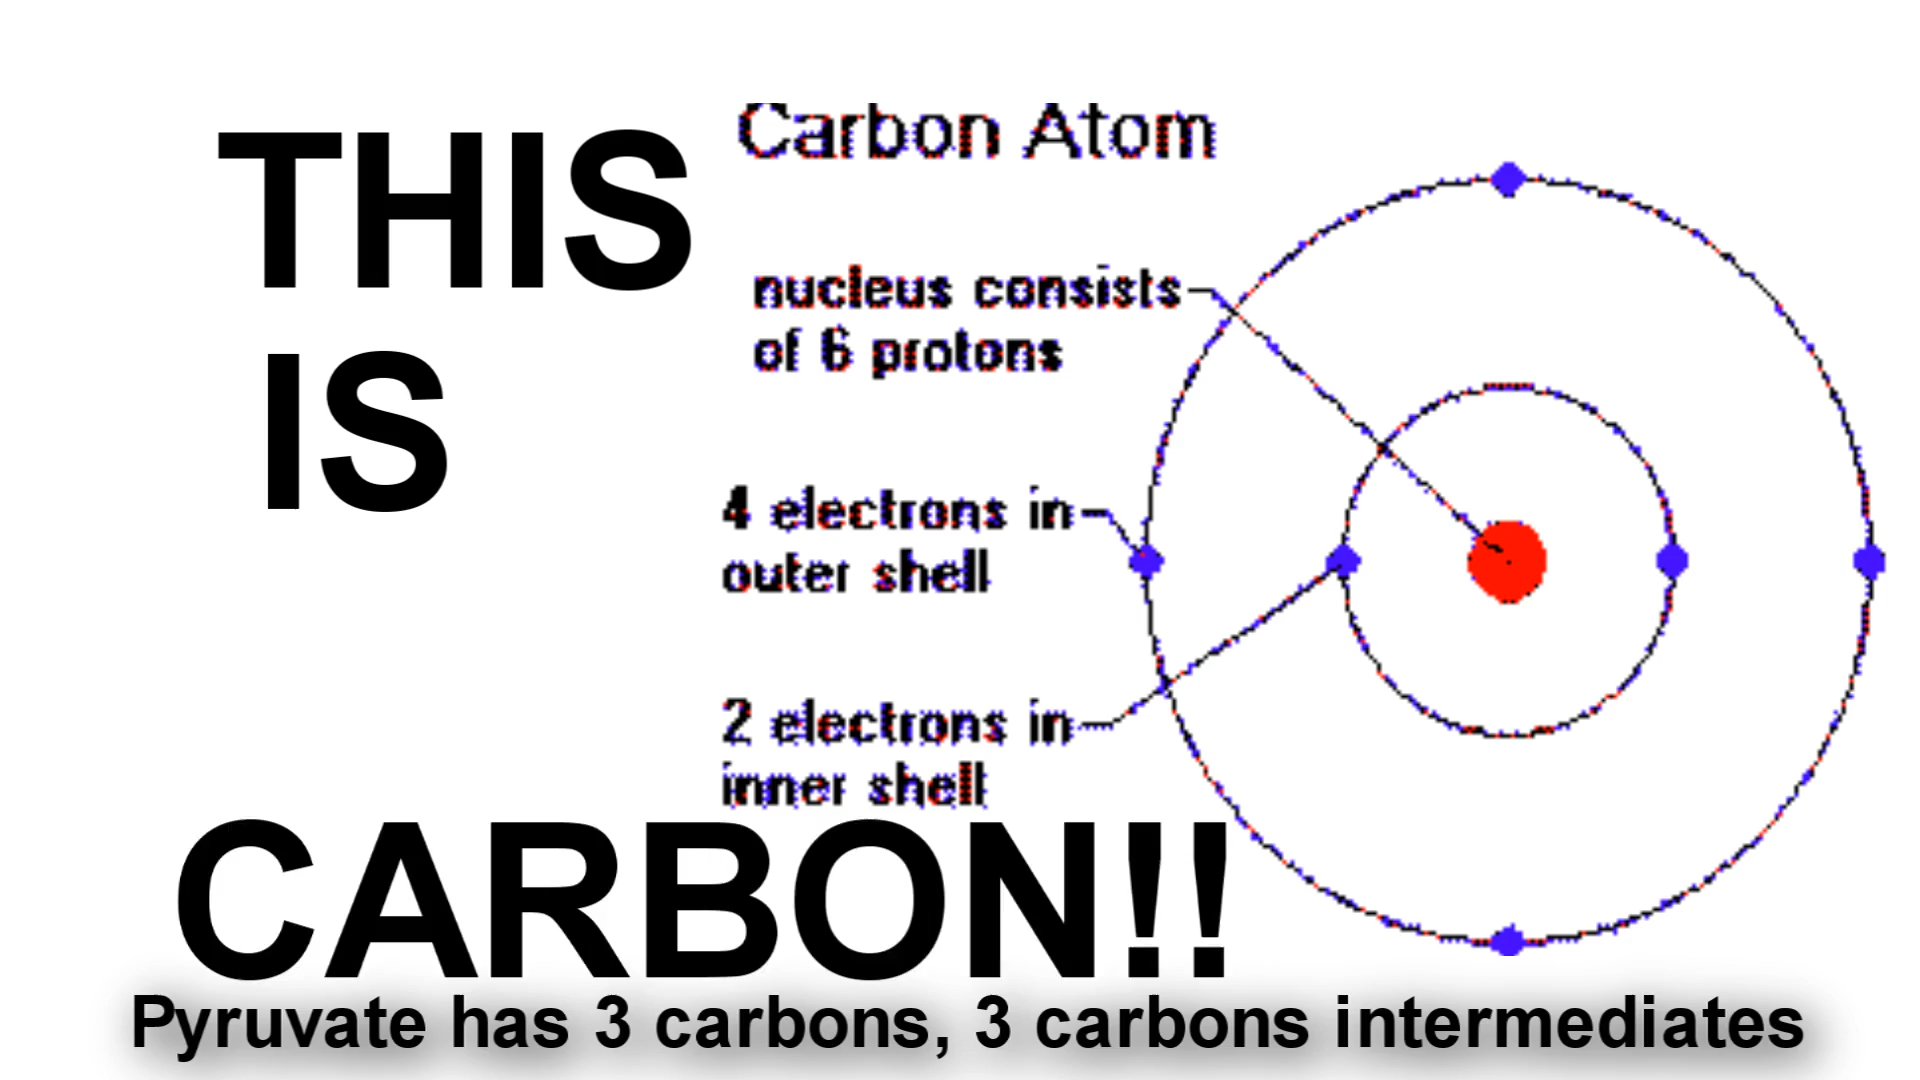 THIS
IS
CARBON!!
Carbon Atom
nucleus consists
of 6 protons
4 electrons in
outer shell
2 electrons in
inner shell
Pyruvate has 3 carbons, 3 carbons intermediates